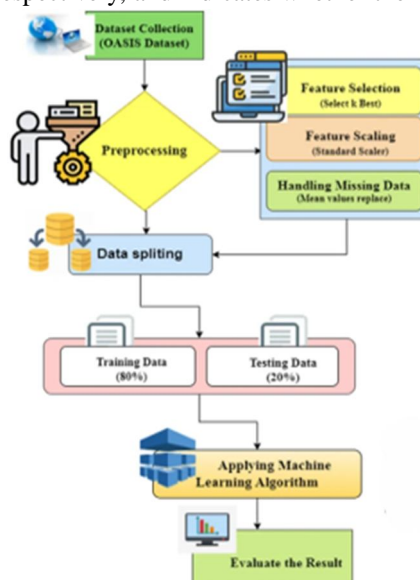 Dataset Collection
(OASIS Dataset)
Feature Selection
(Select k Best)
Preprocessing
Feature Scaling
(Standard Scaler)
Handling Missing Data
(Mean values replace)
Data spliting
Training Data
(80%)
Testing Data
(20%)
Applying Machine
Learning Algorithm
Evaluate the Result